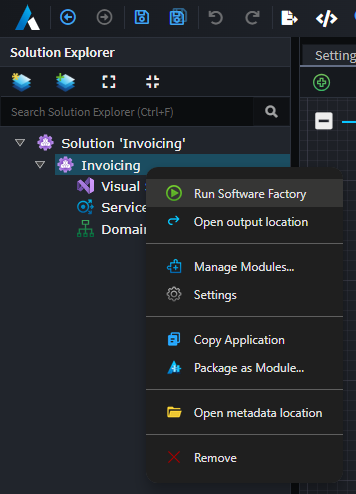 Solution Explorer
Setting
Search Solution Explorer (Ctrl+F)
Solution 'Invoicing'
Invoicing
Visual
Run Software Factory
Service
Open output location
Domain
Manage Modules...
Settings
Copy Application
Package as Module...
Open metadata location
Remove